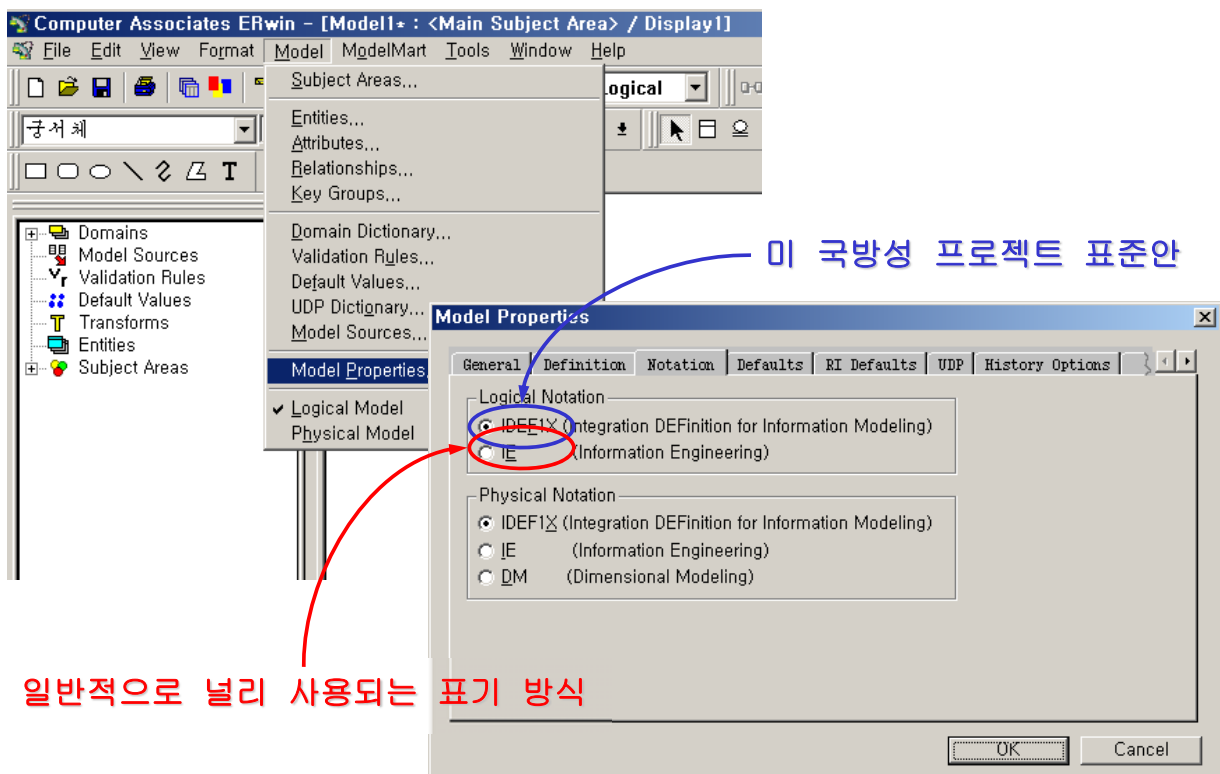 Computer Associates ERwin - [Model1* : <Main Subject Area> / Display1]
File Edit View Format Model ModelMart Tools Window Help
Subject Areas...
ogical
궁서체
Entities...
Attributes...
Relationships...
Key Groups...
T
Domains
Model Sources
Validation Rules
Default Values
Transforms
Entities
Subject Areas
Domain Dictionary...
Validation Rules...
Default Values...
UDP Dictionary...
Model Sources...
Model Properties
Logical Model
Physical Model
미 국방성 프로젝트 표준안
Model Properties
General Definition Notation Defaults RI Defaults UDP History Options
Logical Notation
IDEF1X (Integration DEFinition for Information Modeling)
IE (Information Engineering)
Physical Notation
IDEF1X (Integration DEFinition for Information Modeling)
IE (Information Engineering)
DM (Dimensional Modeling)
일반적으로 널리 사용되는 표기 방식
OK Cancel